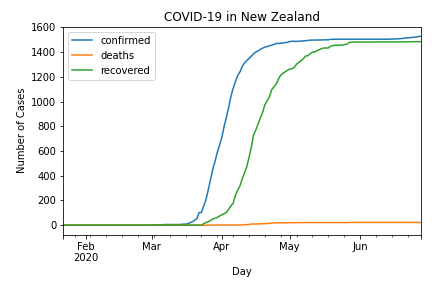 COVID-19 in New Zealand
confirmed
deaths
recovered
1600
1400
1200
1000
800
600
400
200
0
Number of Cases
Feb
2020
Mar
Apr
May
Jun
Day